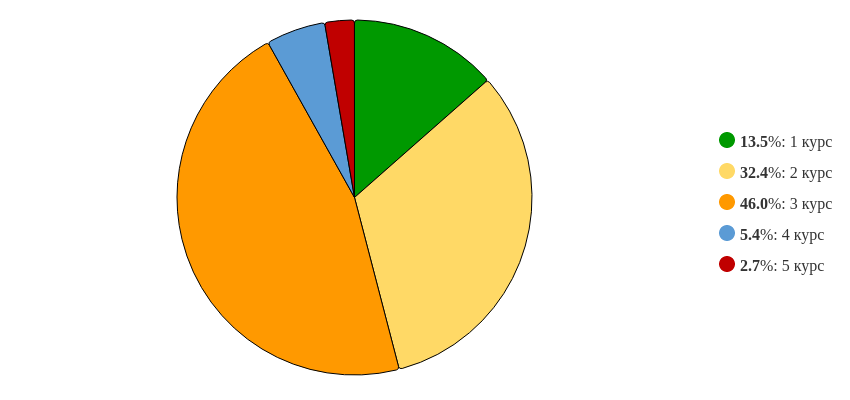 13.5%: 1 курс
32.4%: 2 курс
46.0%: 3 курс
5.4%: 4 курс
2.7%: 5 курс